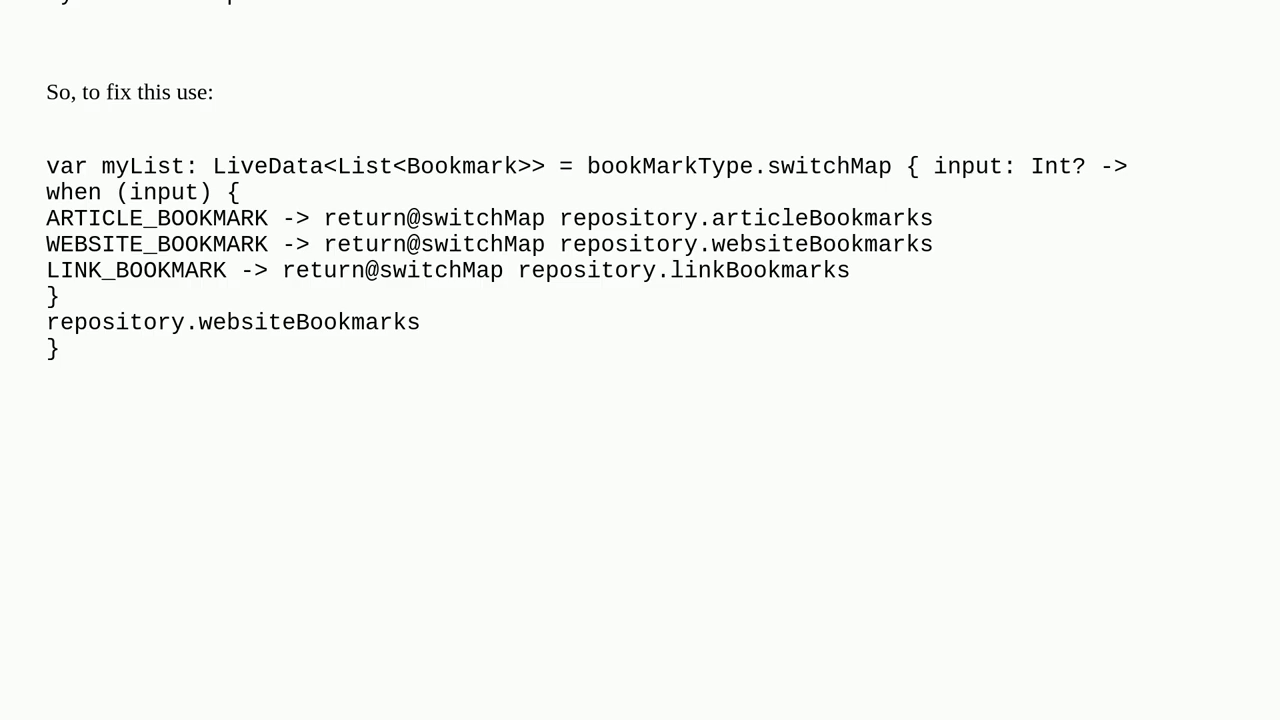 So, to fix this use:
var myList: LiveData<List<Bookmark>> = bookMarkType.switchMap { input: Int? ->
when (input) {
ARTICLE_BOOKMARK -> return@switchMap repository.articleBookmarks
WEBSITE_BOOKMARK -> return@switchMap repository.websiteBookmarks
LINK_BOOKMARK -> return@switchMap repository.linkBookmarks
}
repository.websiteBookmarks
}